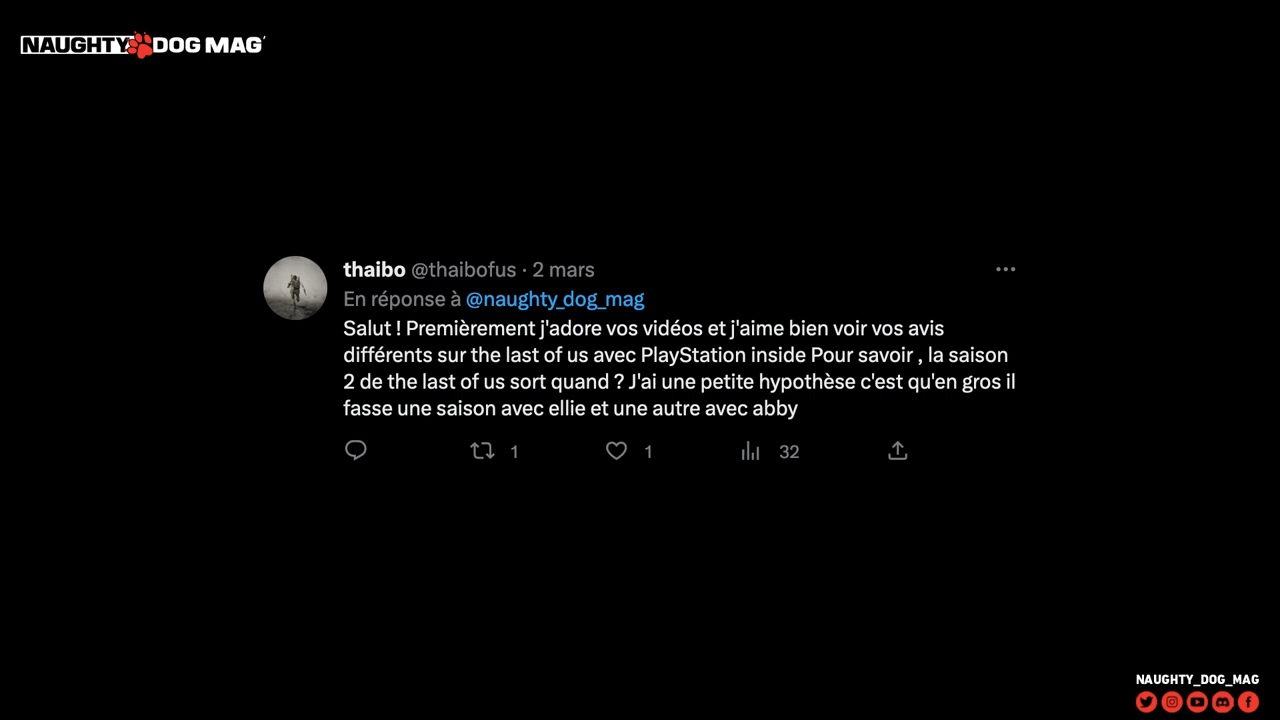 NAUGHTY DOG MAG'
thaibo @thaibofus · 2 mars
En réponse à @naughty_dog_mag
Salut ! Premièrement j'adore vos vidéos et j'aime bien voir vos avis
différents sur the last of us avec PlayStation inside Pour savoir , la saison
2 de the last of us sort quand ? J'ai une petite hypothèse c'est qu'en gros il
fasse une saison avec ellie et une autre avec abby
1 1 32
NAUGHTY_DOG_MAG